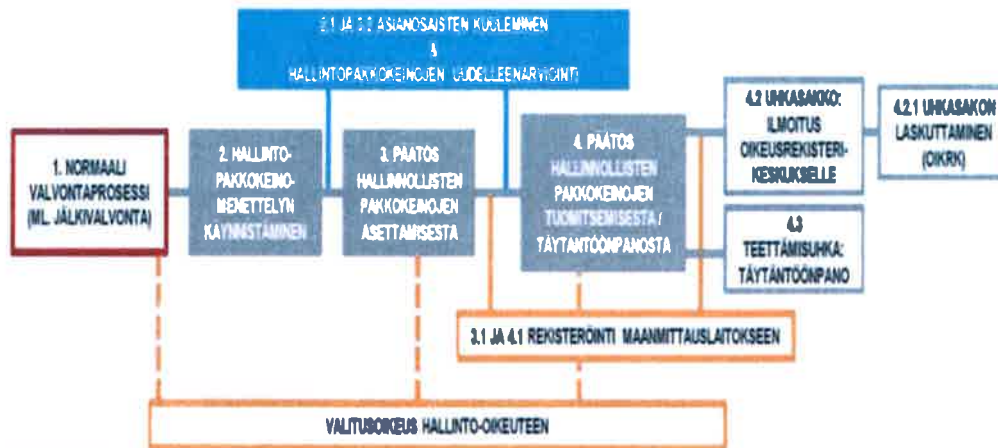 2.1 JA 3.2 ASIANOSAISTEN KUULEMINEN
&
HALLINTOPAKKOKEINOJEN UUDELLEENARVIOINTI
1. NORMAALI
VALVONTAPROSESSI
(ML. JÄLKIVALVONTA)
2. HALLINTO-
PAKKOKEINO-
MENETTELYN
KÄYNNISTÄMINEN
3. PÄÄTÖS
HALLINNOLLISTEN
PAKKOKEINOJEN
ASETTAMISESTA
4. PÄÄTÖS
HALLINNOLLISTEN
PAKKOKEINOJEN
TUOMITSEMISESTA /
TÄYTÄNTÖÖNPANOSTA
4.2 UHKASAKKO:
ILMOITUS
OIKEUSREKISTERI-
KESKUKSELLE
4.2.1 UHKASAKON
LASKUTTAMINEN
(OIKRK)
4.3
TEETTÄMISUHKA:
TÄYTÄNTÖÖNPANO
3.1 JA 4.1 REKISTERÖINTI MAANMITTAUSLAITOKSEEN
VALITUSOIKEUS HALLINTO-OIKEUTEEN